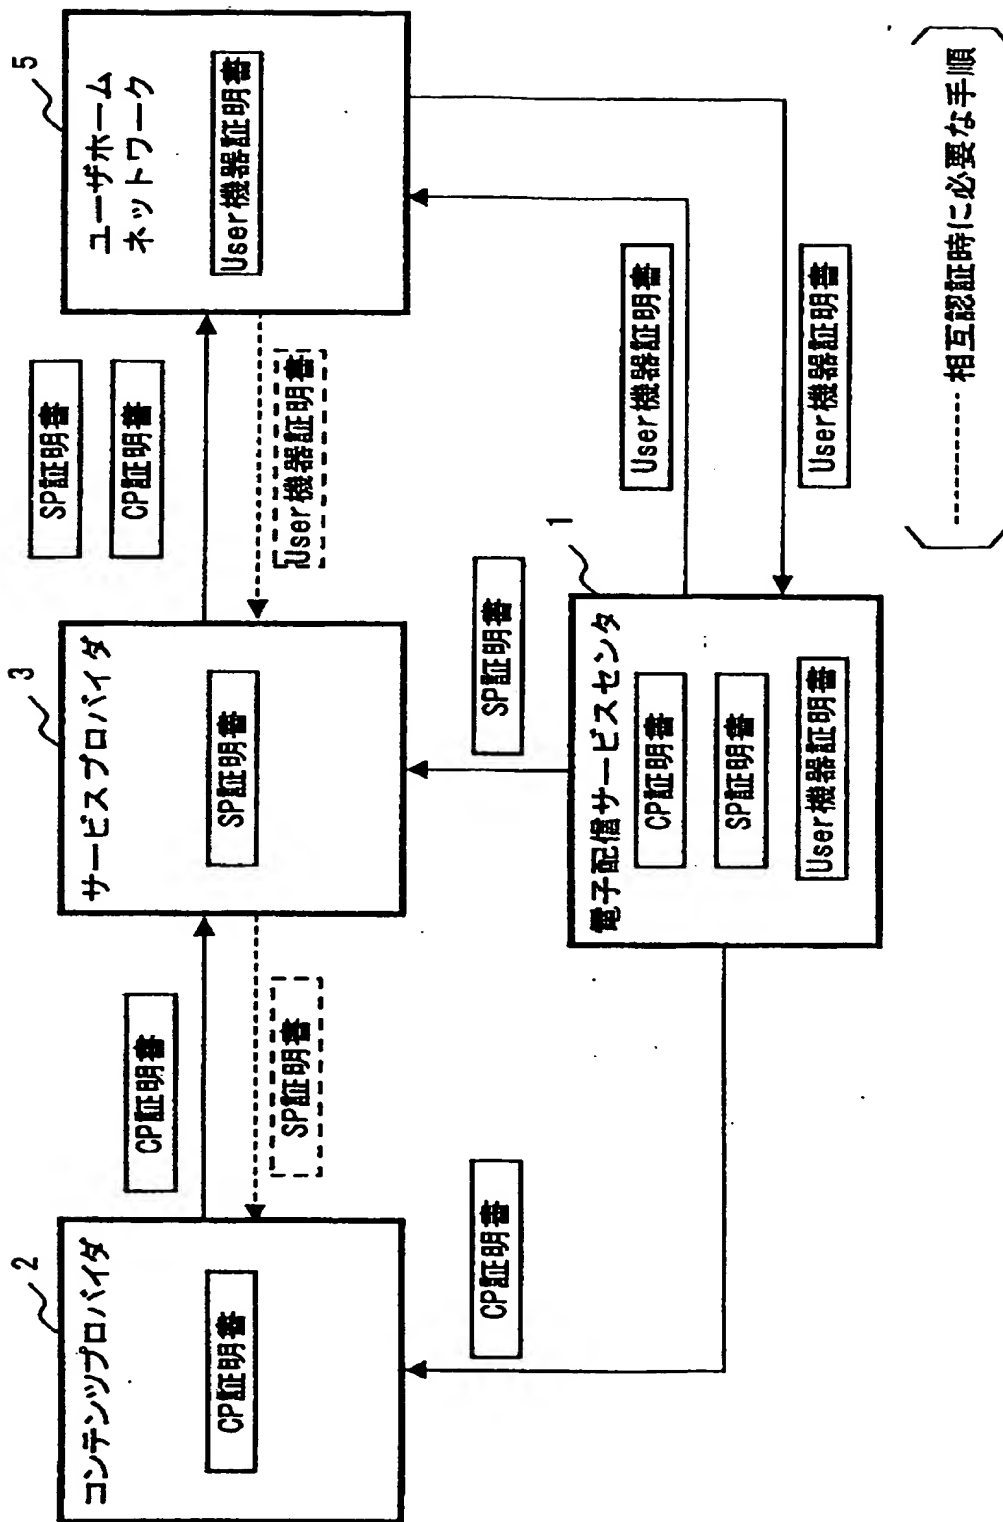 2
コンテンツプロバイダ
CP証明書
CP証明書
SP証明書
3
サービスプロバイダ
SP証明書
SP証明書
CP証明書
User機器証明書
5
ユーザホーム
ネットワーク
User機器証明書
CP証明書
SP証明書
1
電子配信サービスセンタ
CP証明書
SP証明書
User機器証明書
User機器証明書
User機器証明書
相互認証時に必要な手順